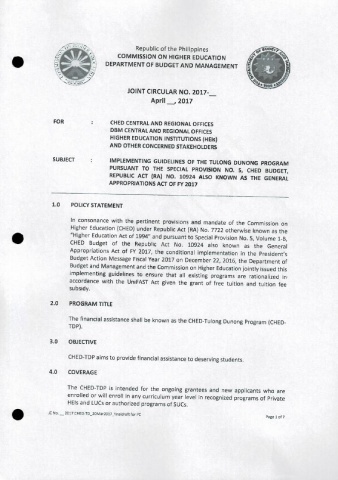 Republic of the Philippines
COMMISSION ON HIGHER EDUCATION
DEPARTMENT OF BUDGET AND MANAGEMENT
JOINT CIRCULAR NO. 2017-__
April __, 2017
FOR : CHED CENTRAL AND REGIONAL OFFICES
DBM CENTRAL AND REGIONAL OFFICES
HIGHER EDUCATION INSTITUTIONS (HEIs)
AND OTHER CONCERNED STAKEHOLDERS
SUBJECT : IMPLEMENTING GUIDELINES OF THE TULONG DUNONG PROGRAM
PURSUANT TO THE SPECIAL PROVISION NO. 5, CHED BUDGET,
REPUBLIC ACT (RA) NO. 10924 ALSO KNOWN AS THE GENERAL
APPROPRIATIONS ACT OF FY 2017
1.0 POLICY STATEMENT
In consonance with the pertinent provisions and mandate of the Commission on
Higher Education (CHED) under Republic Act (RA) No. 7722 otherwise known as the
"Higher Education Act of 1994" and pursuant to Special Provision No. 5, Volume 1-B,
CHED Budget of the Republic Act No. 10924 also known as the General
Appropriations Act of FY 2017, the conditional implementation in the President's
Budget Action Message Fiscal Year 2017 on December 22, 2016, the Department of
Budget and Management and the Commission on Higher Education jointly issued this
implementing guidelines to ensure that all existing programs are rationalized in
accordance with the UniFAST Act gives the grant of free tuition and tuition fee
subsidy.
2.0 PROGRAM TITLE
The financial assistance shall be known as the CHED-Tulong Dunong Program (CHED-
TDP).
3.0 OBJECTIVE
CHED-TDP aims to provide financial assistance to deserving students.
4.0 COVERAGE
The CHED-TDP is intended for the ongoing grantees and new applicants who are
enrolled or will enroll in any curriculum year level in recognized programs of Private
HEIs and LUCs or authorized programs of SUCs.
Page 1 of 7